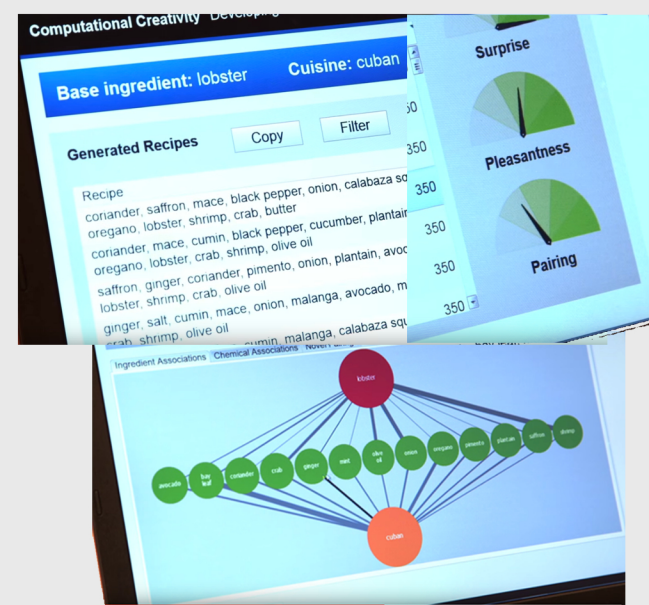 Computational Creativity
Base ingredient: lobster
Cuisine: cuban
Generated Recipes
Copy
Filter
Recipe
coriander, saffron, mace, black pepper, onion, calabaza
oregano, lobster, shrimp, crab, butter
coriander, mace, cumin, black pepper, cucumber, plantain
oregano, lobster, crab, shrimp, olive oil
saffron, ginger, coriander, pimento, onion, plantain,
lobster, shrimp, crab, olive oil
ginger, salt, cumin, mace, onion, malanga, avocado,
crab, shrimp, olive oil
cumin, malanga, calabaza
350
350
350
350
350
Surprise
Pleasantness
Pairing
Ingredient Associations
Chemical Associations
lobster
avocado
bay
leaf
coriander
crab
ginger
mint
olive
oil
onion
oregano
pimento
plantain
saffron
shrimp
cuban